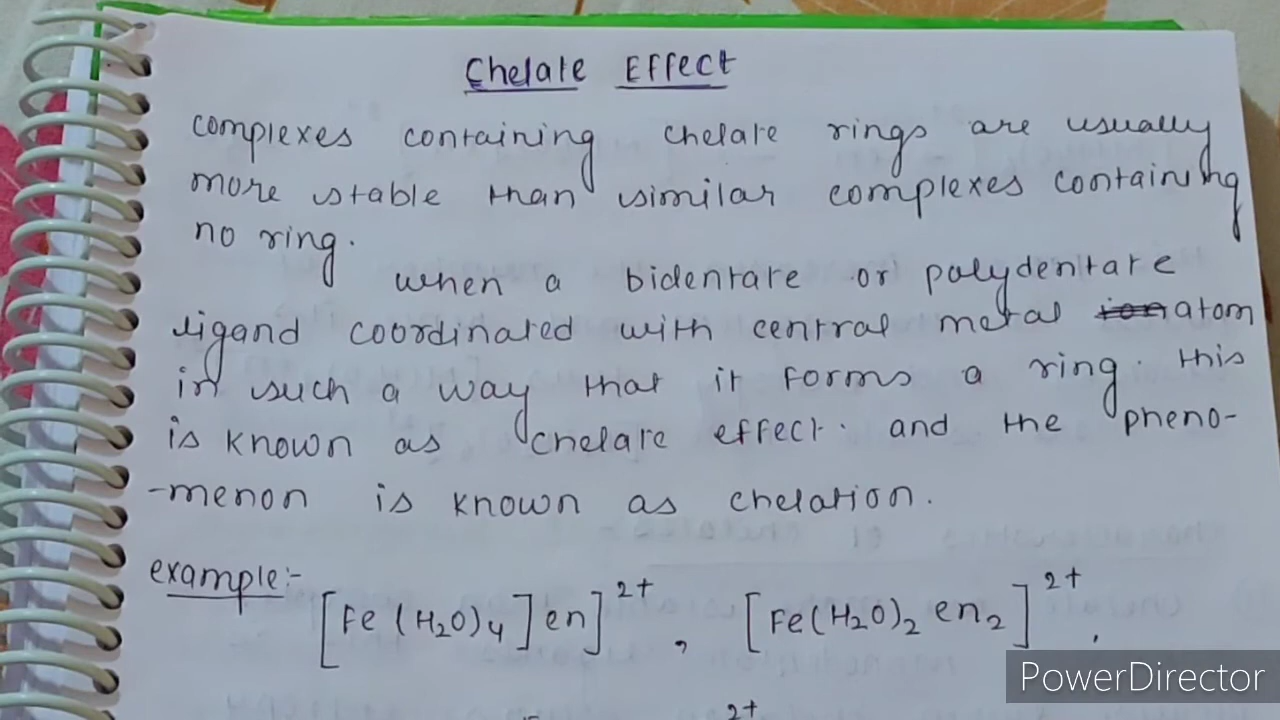 Chelate Effect
complexes containing chelate rings are usually
more stable than similar complexes containing
no ring.
when a bidentate or polydentate
ligand coordinated with central metal ion atom
in such a way that it forms a ring. this
is known as chelate effect. and the pheno-
-menon is known as chelation.
example:-
[Fe(H₂O)₄]en]²⁺, [Fe(H₂O)₂ en₂]²⁺,
2+
PowerDirector